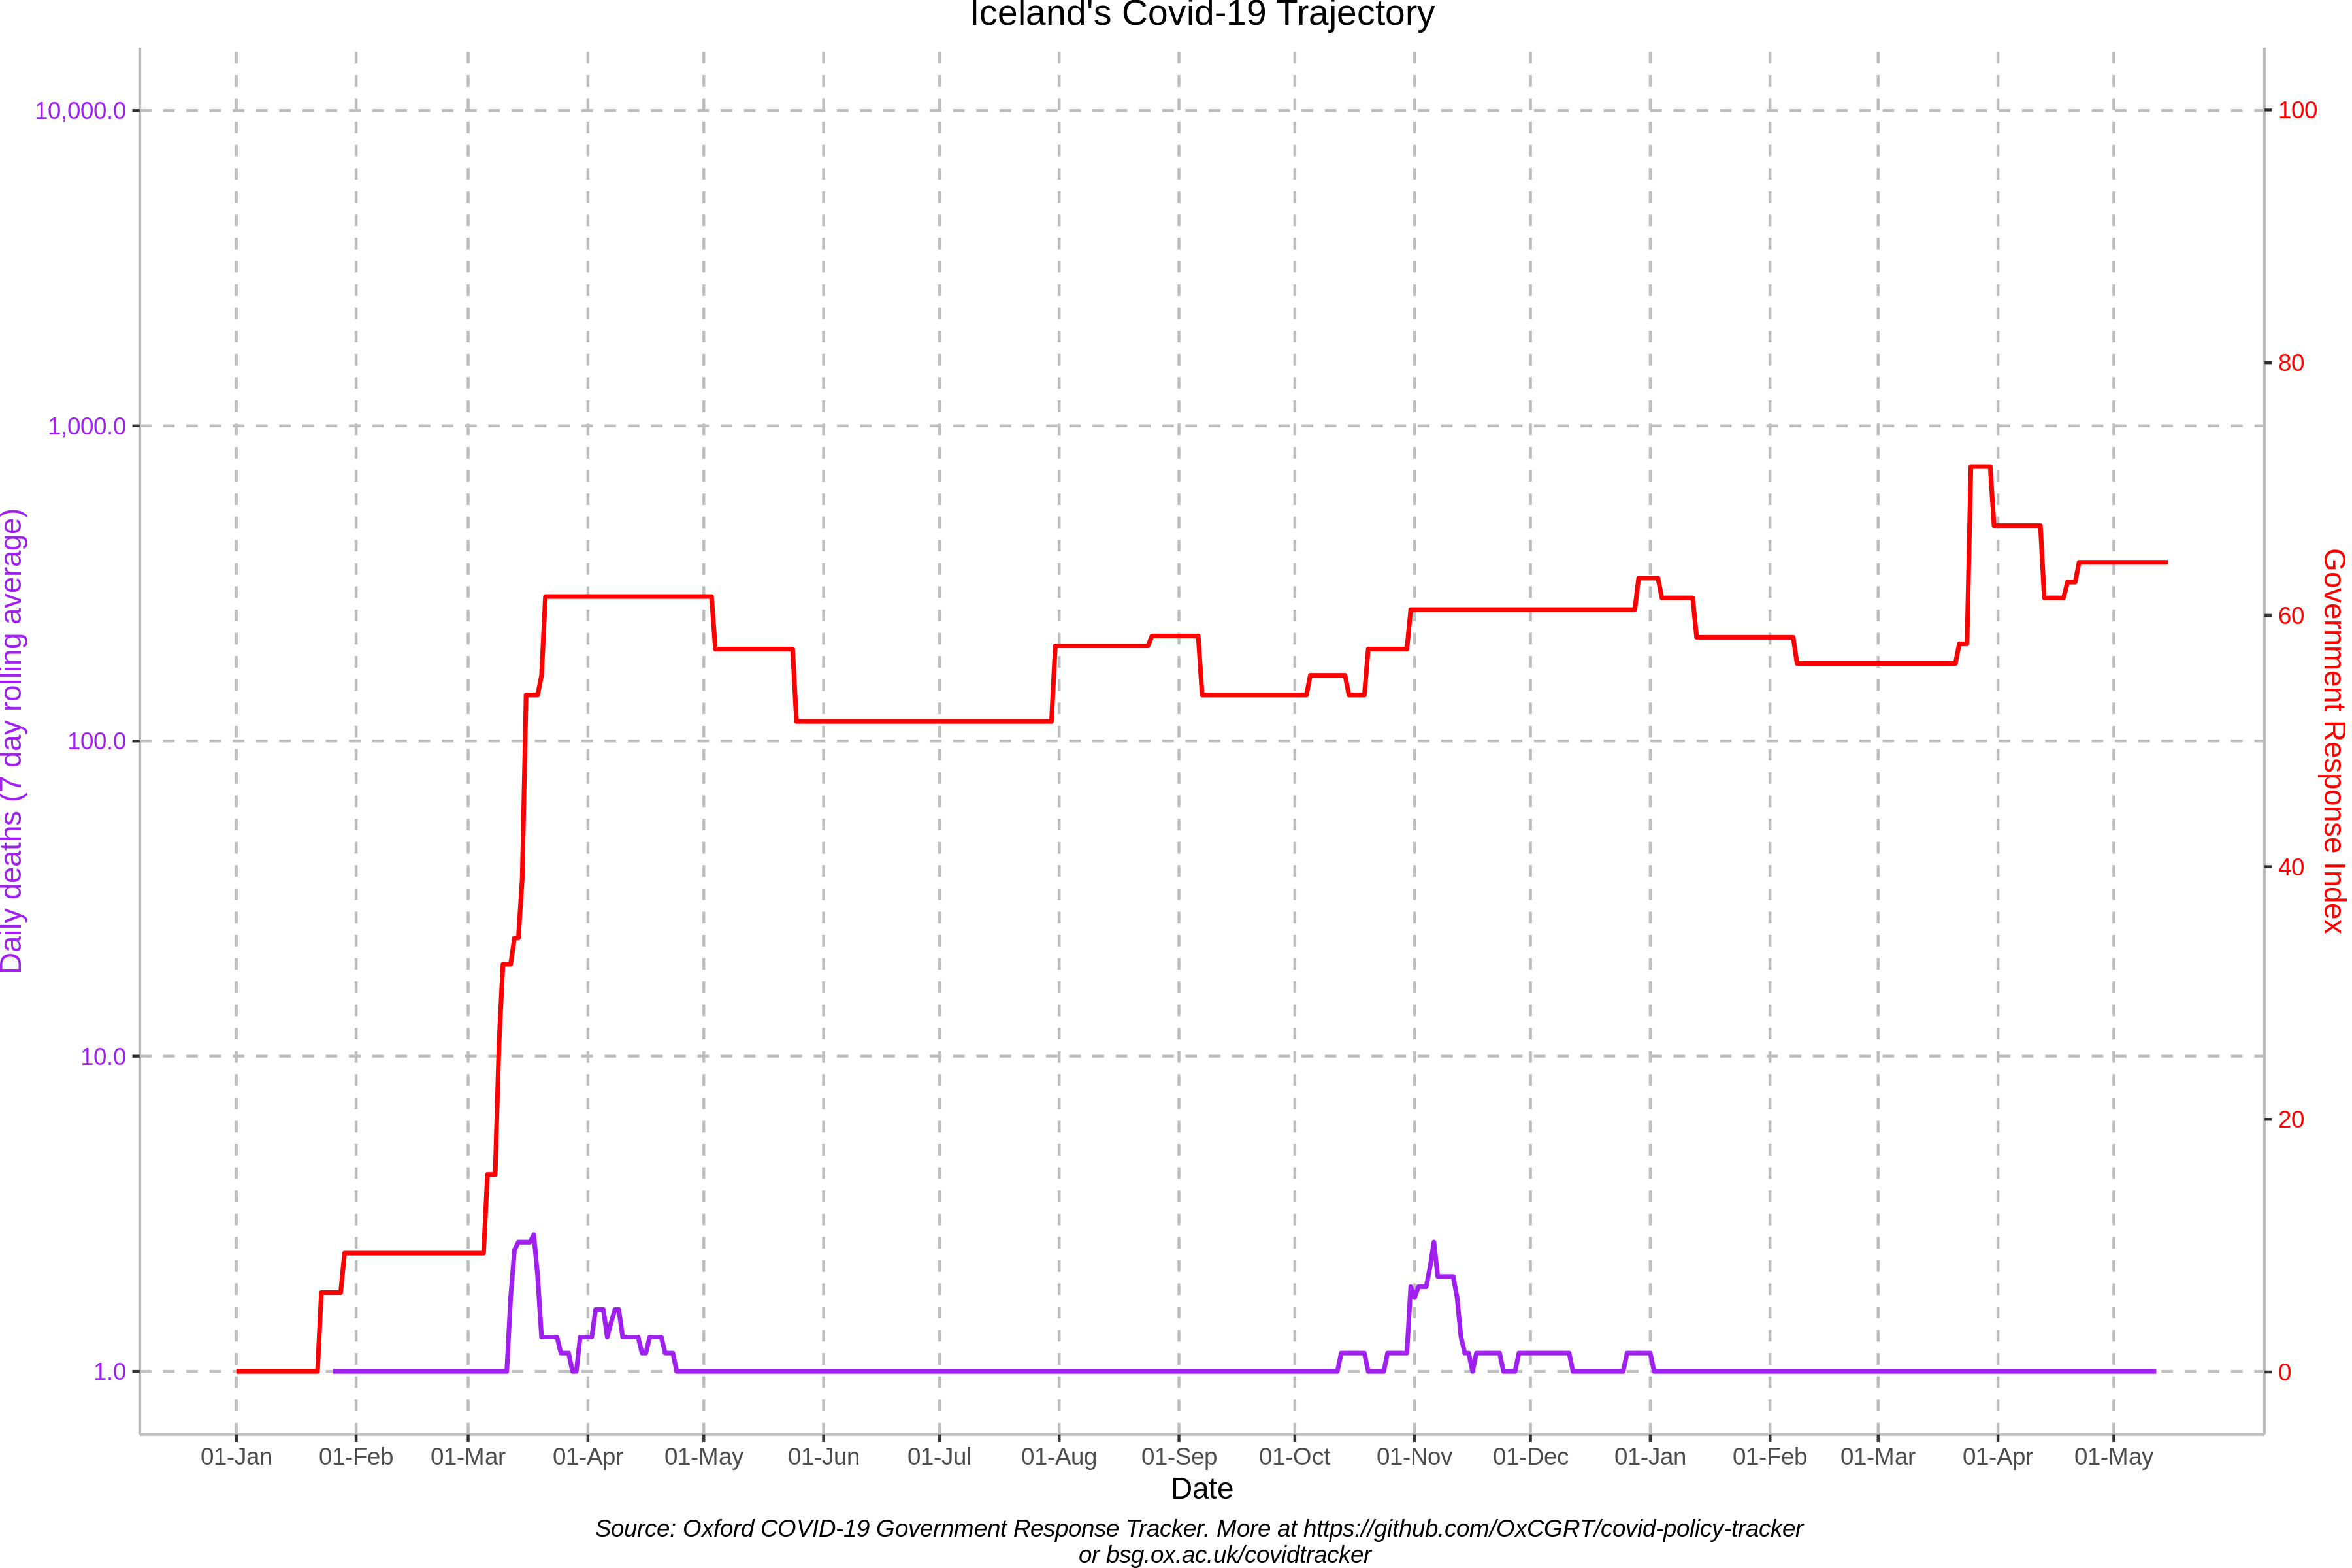 Iceland's Covid-19 Trajectory
10,000.0
1,000.0
100.0
10.0
1.0
Daily deaths (7 day rolling average)
100
80
60
40
20
0
Government Response Index
01-Jan 01-Feb 01-Mar 01-Apr 01-May 01-Jun 01-Jul 01-Aug 01-Sep 01-Oct 01-Nov 01-Dec 01-Jan 01-Feb 01-Mar 01-Apr 01-May
Date
Source: Oxford COVID-19 Government Response Tracker. More at https://github.com/OxCGRT/covid-policy-tracker
or bsg.ox.ac.uk/covidtracker